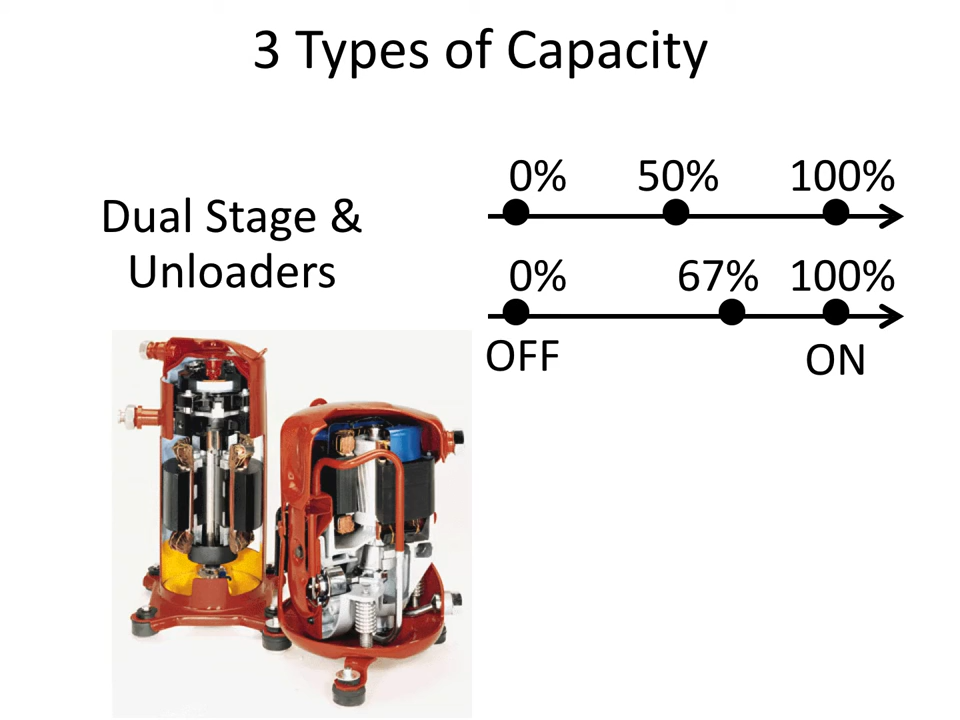 3 Types of Capacity
Dual Stage &
Unloaders
0% 50% 100%
0% 67% 100%
OFF ON